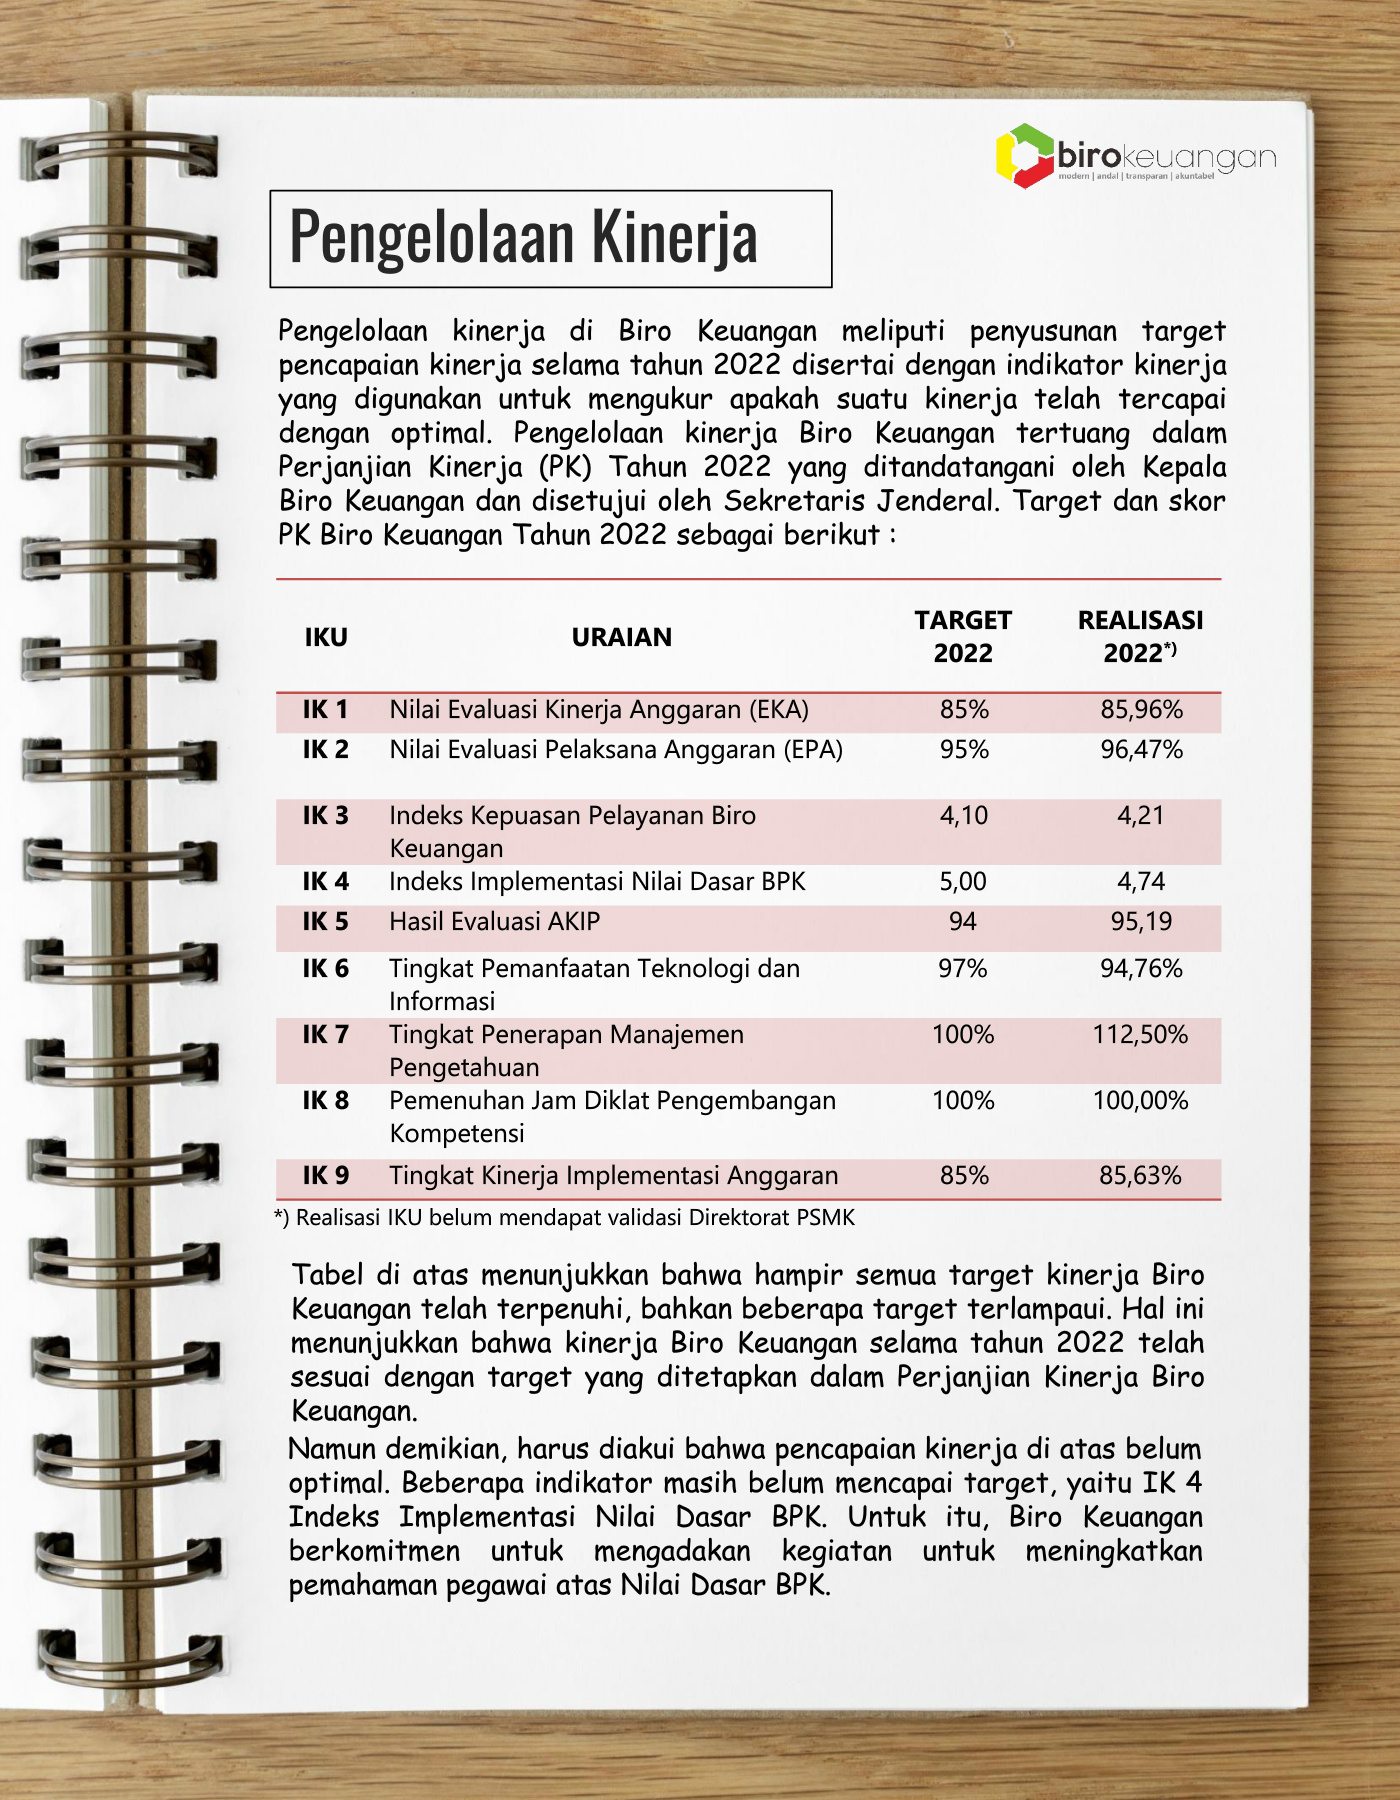 birokeuangan
modern | andal | transparan | akuntabel
Pengelolaan Kinerja
Pengelolaan kinerja di Biro Keuangan meliputi penyusunan target
pencapaian kinerja selama tahun 2022 disertai dengan indikator kinerja
yang digunakan untuk mengukur apakah suatu kinerja telah tercapai
dengan optimal. Pengelolaan kinerja Biro Keuangan tertuang dalam
Perjanjian Kinerja (PK) Tahun 2022 yang ditandatangani oleh Kepala
Biro Keuangan dan disetujui oleh Sekretaris Jenderal. Target dan skor
PK Biro Keuangan Tahun 2022 sebagai berikut :
IKU URAIAN TARGET 2022 REALISASI 2022*)
IK 1 Nilai Evaluasi Kinerja Anggaran (EKA) 85% 85,96%
IK 2 Nilai Evaluasi Pelaksana Anggaran (EPA) 95% 96,47%
IK 3 Indeks Kepuasan Pelayanan Biro 4,10 4,21
Keuangan
IK 4 Indeks Implementasi Nilai Dasar BPK 5,00 4,74
IK 5 Hasil Evaluasi AKIP 94 95,19
IK 6 Tingkat Pemanfaatan Teknologi dan 97% 94,76%
Informasi
IK 7 Tingkat Penerapan Manajemen 100% 112,50%
Pengetahuan
IK 8 Pemenuhan Jam Diklat Pengembangan 100% 100,00%
Kompetensi
IK 9 Tingkat Kinerja Implementasi Anggaran 85% 85,63%
*) Realisasi IKU belum mendapat validasi Direktorat PSMK
Tabel di atas menunjukkan bahwa hampir semua target kinerja Biro
Keuangan telah terpenuhi, bahkan beberapa target terlampaui. Hal ini
menunjukkan bahwa kinerja Biro Keuangan selama tahun 2022 telah
sesuai dengan target yang ditetapkan dalam Perjanjian Kinerja Biro
Keuangan.
Namun demikian, harus diakui bahwa pencapaian kinerja di atas belum
optimal. Beberapa indikator masih belum mencapai target, yaitu IK 4
Indeks Implementasi Nilai Dasar BPK. Untuk itu, Biro Keuangan
berkomitmen untuk mengadakan kegiatan untuk meningkatkan
pemahaman pegawai atas Nilai Dasar BPK.